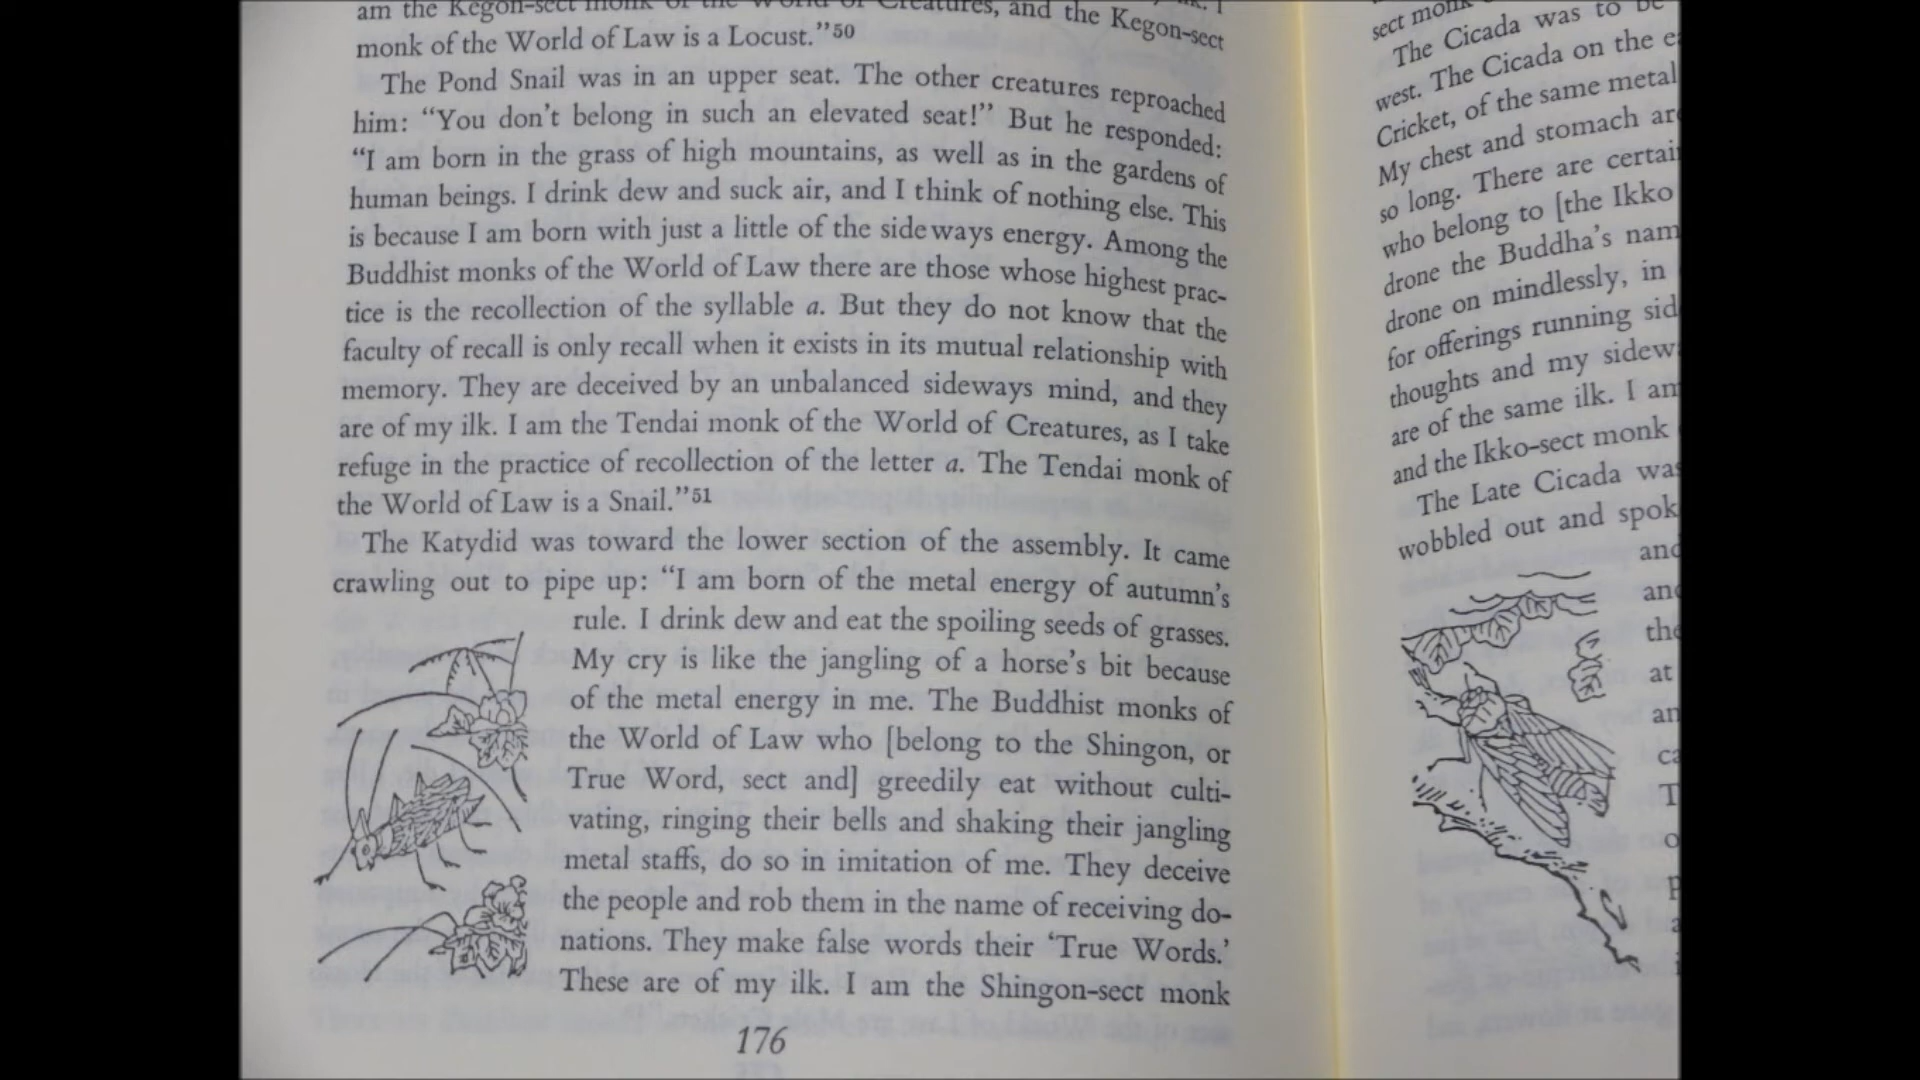 am the Kegon-sect monk of the World of Creatures, and the Kegon-sect
monk of the World of Law is a Locust."50
The Pond Snail was in an upper seat. The other creatures reproached
him: "You don't belong in such an elevated seat!" But he responded:
"I am born in the grass of high mountains, as well as in the gardens of
human beings. I drink dew and suck air, and I think of nothing else. This
is because I am born with just a little of the sideways energy. Among the
Buddhist monks of the World of Law there are those whose highest prac-
tice is the recollection of the syllable a. But they do not know that the
faculty of recall is only recall when it exists in its mutual relationship with
memory. They are deceived by an unbalanced sideways mind, and they
are of my ilk. I am the Tendai monk of the World of Creatures, as I take
refuge in the practice of recollection of the letter a. The Tendai monk of
the World of Law is a Snail."51
The Katydid was toward the lower section of the assembly. It came
crawling out to pipe up: "I am born of the metal energy of autumn's
rule. I drink dew and eat the spoiling seeds of grasses.
My cry is like the jangling of a horse's bit because
of the metal energy in me. The Buddhist monks of
the World of Law who [belong to the Shingon, or
True Word, sect and] greedily eat without culti-
vating, ringing their bells and shaking their jangling
metal staffs, do so in imitation of me. They deceive
the people and rob them in the name of receiving do-
nations. They make false words their 'True Words.'
These are of my ilk. I am the Shingon-sect monk
176
sect monk
The Cicada was to be
west. The Cicada on the
Cricket, of the same metal
My chest and stomach
so long. There are
who belong to [the Ikko
drone the Buddha's
drone on mindlessly, in
for offerings running
thoughts and my
are of the same ilk. I
and the Ikko-sect monk
The Late Cicada was
wobbled out and
at